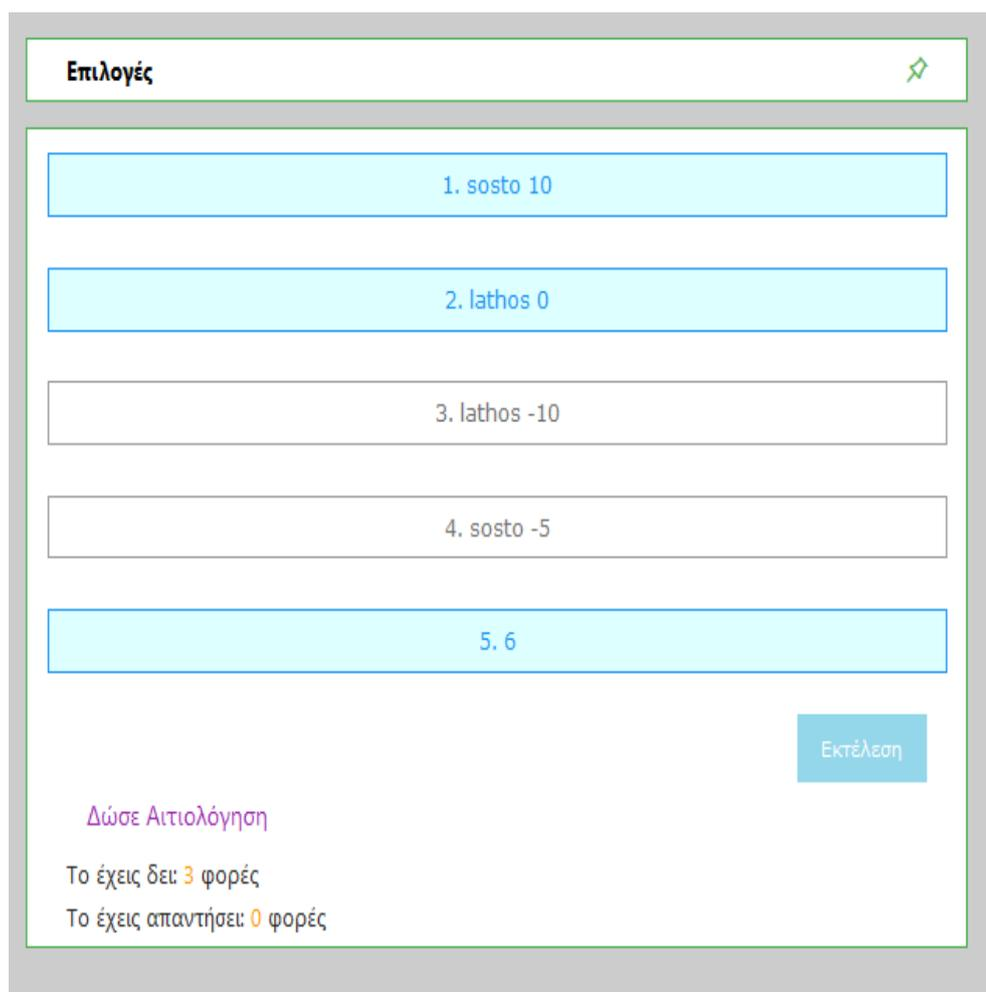 Επιλογές
1. sosto 10
2. lathos 0
3. lathos -10
4. sosto -5
5. 6
Εκτέλεση
Δώσε Αιτιολόγηση
Το έχεις δει: 3 φορές
Το έχεις απαντήσει: 0 φορές